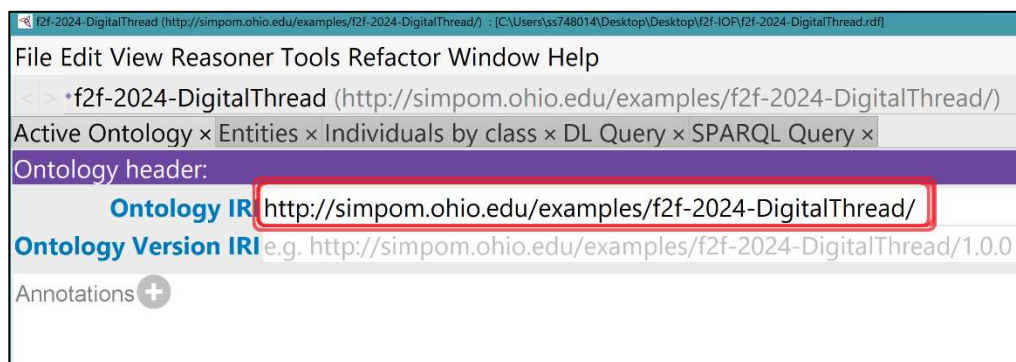 f2f-2024-DigitalThread (http://simpom.ohio.edu/examples/f2f-2024-DigitalThread/) : [C:\Users\ss748014\Desktop\Desktop\f2f-IOF\f2f-2024-DigitalThread.rdf]
File Edit View Reasoner Tools Refactor Window Help
< > f2f-2024-DigitalThread (http://simpom.ohio.edu/examples/f2f-2024-DigitalThread/)
Active Ontology × Entities × Individuals by class × DL Query × SPARQL Query ×
Ontology header:
Ontology IRI http://simpom.ohio.edu/examples/f2f-2024-DigitalThread/
Ontology Version IRI e.g. http://simpom.ohio.edu/examples/f2f-2024-DigitalThread/1.0.0
Annotations +